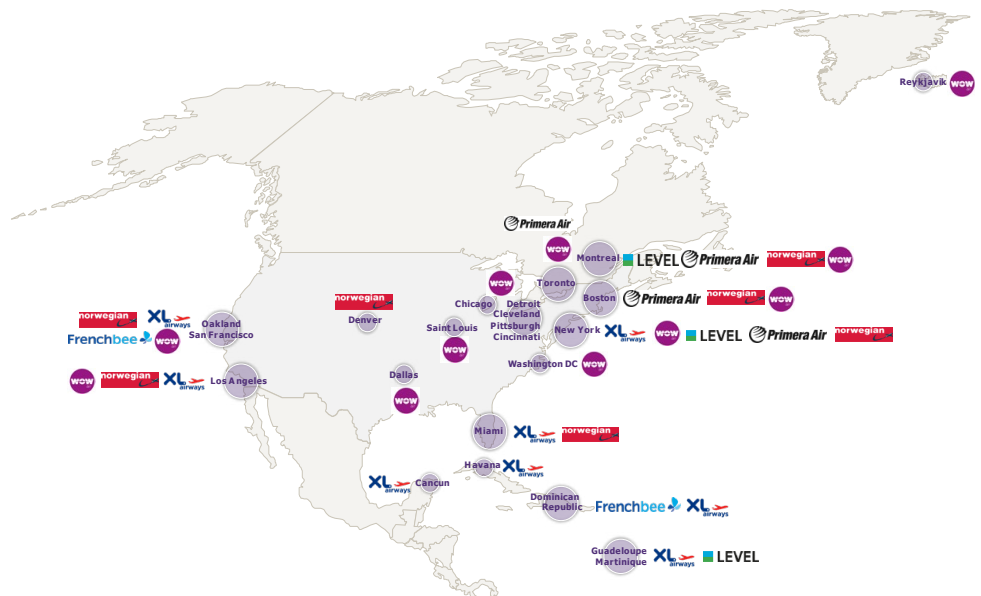 Reykjavik
WOW
Primera Air
WOW
Montreal
LEVEL
Primera Air
norwegian
WOW
Toronto
WOW
Chicago
Detroit
Cleveland
Pittsburgh
Cincinnati
Boston
Primera Air
norwegian
WOW
norwegian
Denver
Saint Louis
WOW
New York
XL
airways
WOW
LEVEL
Primera Air
norwegian
norwegian
XL
airways
Frenchbee
WOW
Oakland
San Francisco
Washington DC
WOW
WOW
norwegian
XL
airways
Los Angeles
Dallas
WOW
Miami
XL
airways
norwegian
Havana
XL
airways
XL
airways
Cancun
Dominican
Republic
Frenchbee
XL
airways
Guadeloupe
Martinique
XL
airways
LEVEL